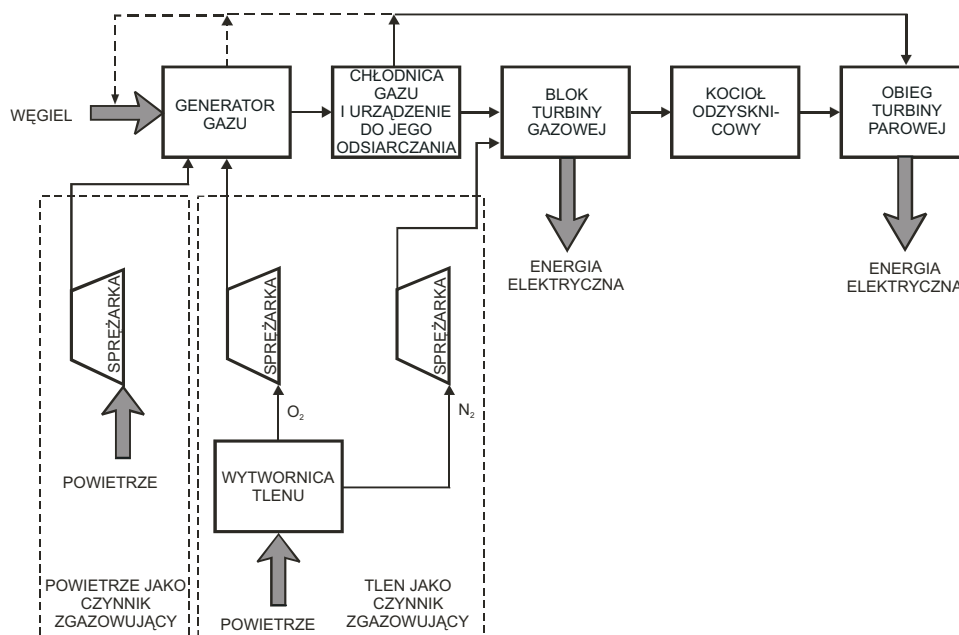 WĘGIEL
GENERATOR
GAZU
CHŁODNICA
GAZU
I URZĄDZENIE
DO JEGO
ODSIARCZANIA
BLOK
TURBINY
GAZOWEJ
KOCIOŁ
ODZYSKNI-
COWY
OBIEG
TURBINY
PAROWEJ
ENERGIA
ELEKTRYCZNA
ENERGIA
ELEKTRYCZNA
SPRĘŻARKA
SPRĘŻARKA
SPRĘŻARKA
O₂
N₂
POWIETRZE
WYTWORNICA
TLENU
POWIETRZE JAKO
CZYNNIK
ZGAZOWUJĄCY
POWIETRZE
TLEN JAKO
CZYNNIK
ZGAZOWUJĄCY